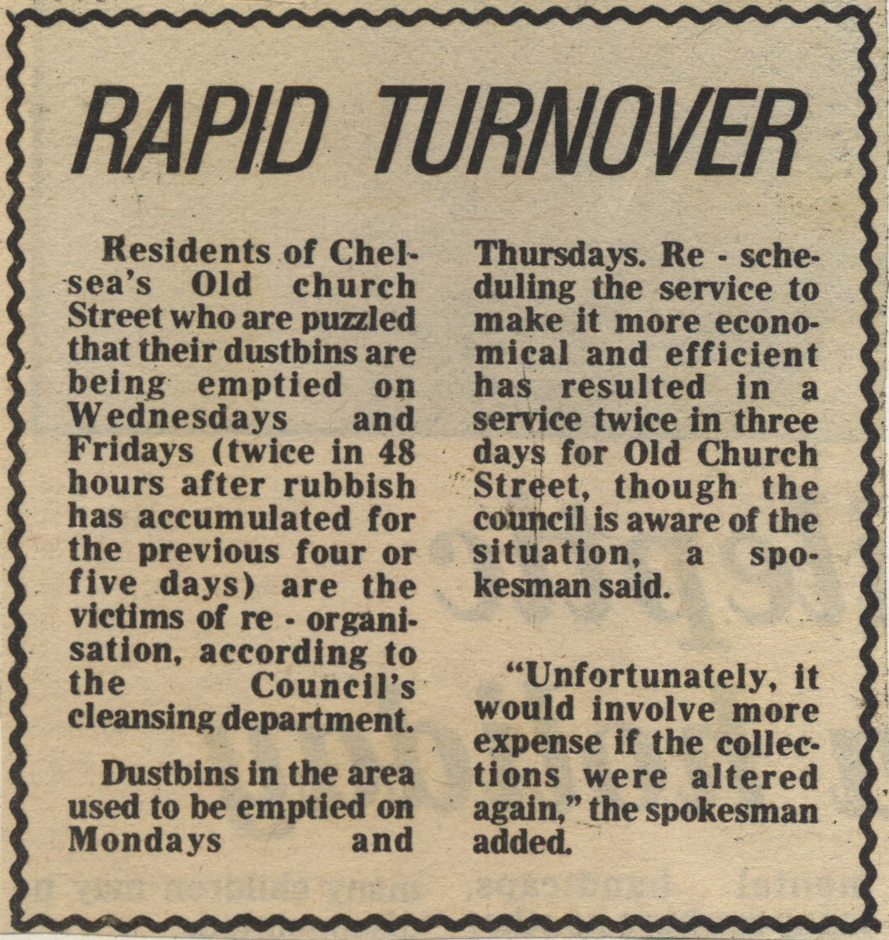 RAPID TURNOVER
Residents of Chel-
sea's Old church
Street who are puzzled
that their dustbins are
being emptied on
Wednesdays and
Fridays (twice in 48
hours after rubbish
has accumulated for
the previous four or
five days) are the
victims of re - organi-
sation, according to
the Council's
cleansing department.
Dustbins in the area
used to be emptied on
Mondays and
Thursdays. Re - sche-
duling the service to
make it more econo-
mical and efficient
has resulted in a
service twice in three
days for Old Church
Street, though the
council is aware of the
situation, a spo-
kesman said.
“Unfortunately, it
would involve more
expense if the collec-
tions were altered
again,” the spokesman
added.